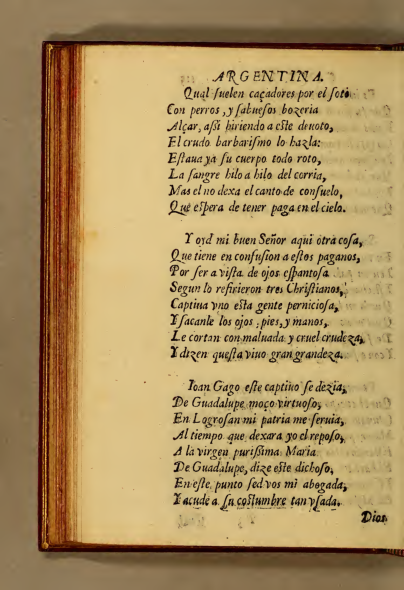 ARGENTINA.
Qual ſuelen caçadores por el ſoto
Con perros, y ſabueſos bozeria
Alçar, aſsi hiriendo a eſte deuoto,
El crudo barbariſmo lo hazia:
Eſtaua ya ſu cuerpo todo roto,
La ſangre hilo a hilo del corria,
Mas el no dexa el canto de conſuelo,
Que eſpera de tener paga en el cielo.
Y oyd mi buen Señor aqui otra coſa,
Que tiene en confuſion a eſtos paganos,
Por ſer a viſta de ojos eſpantoſa
Segun lo refirieron tres Chriſtianos,
Captiua vno eſta gente pernicioſa,
Y ſacanle los ojos, pies, y manos,
Le cortan con maluada y cruel crudeza,
Y dizen queſta viuo gran grandeza.
Ioan Gago eſte captiuo ſe dezia,
De Guadalupe moço virtuoſo,
En Logroſan mi patria me ſeruia,
Al tiempo que dexara yo el repoſo,
A la virgen puriſsima Maria
De Guadalupe, dize eſte dichoſo,
En eſte punto ſed vos mi abogada,
Y acude a ſu coſtumbre tan vſada.
Dios